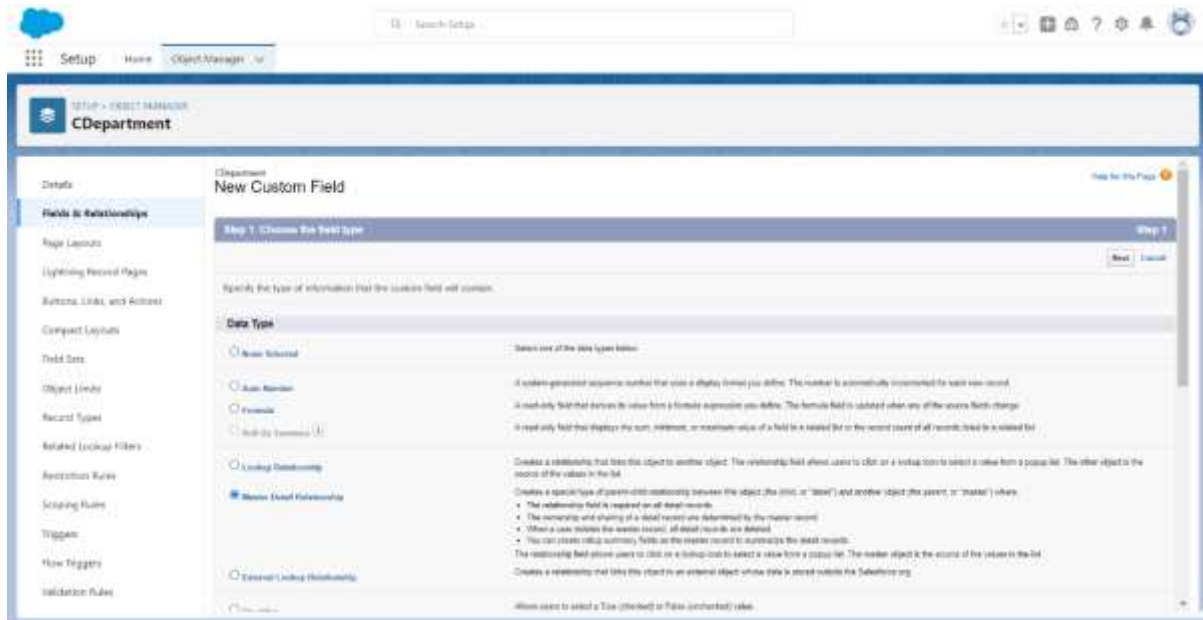 Search Setup
Setup
Home
Object Manager
SETUP > OBJECT MANAGER
CDepartment
Details
Fields & Relationships
Page Layouts
Lightning Record Pages
Buttons, Links, and Actions
Compact Layouts
Field Sets
Object Limits
Record Types
Related Lookup Filters
Restriction Rules
Scoping Rules
Triggers
Flow Triggers
Validation Rules
CDepartment
New Custom Field
Help for this Page
Step 1. Choose the field type
Step 1
Next
Cancel
Specify the type of information that the custom field will contain.
Data Type
None Selected
Select one of the data types below.
Auto Number
A system-generated sequence number that uses a display format you define. The number is automatically incremented for each new record.
Formula
A read-only field that derives its value from a formula expression you define. The formula field is updated when any of the source fields change.
Roll-Up Summary
A read-only field that displays the sum, minimum, or maximum value of a field in a related list or the record count of all records listed in a related list.
Lookup Relationship
Creates a relationship that links this object to another object. The relationship field allows users to click on a lookup icon to select a value from a popup list. The other object is the
source of the values in the list.
Master-Detail Relationship
Creates a special type of parent-child relationship between this object (the child, or "detail") and another object (the parent, or "master") where:
• The relationship field is required on all detail records.
• The ownership and sharing of a detail record are determined by the master record.
• When a user deletes the master record, all detail records are deleted.
• You can create rollup summary fields on the master record to summarize the detail records.
The relationship field allows users to click on a lookup icon to select a value from a popup list. The master object is the source of the values in the list.
External Lookup Relationship
Creates a relationship that links this object to an external object whose data is stored outside the Salesforce org.
Allows users to select a True (checked) or False (unchecked) value.